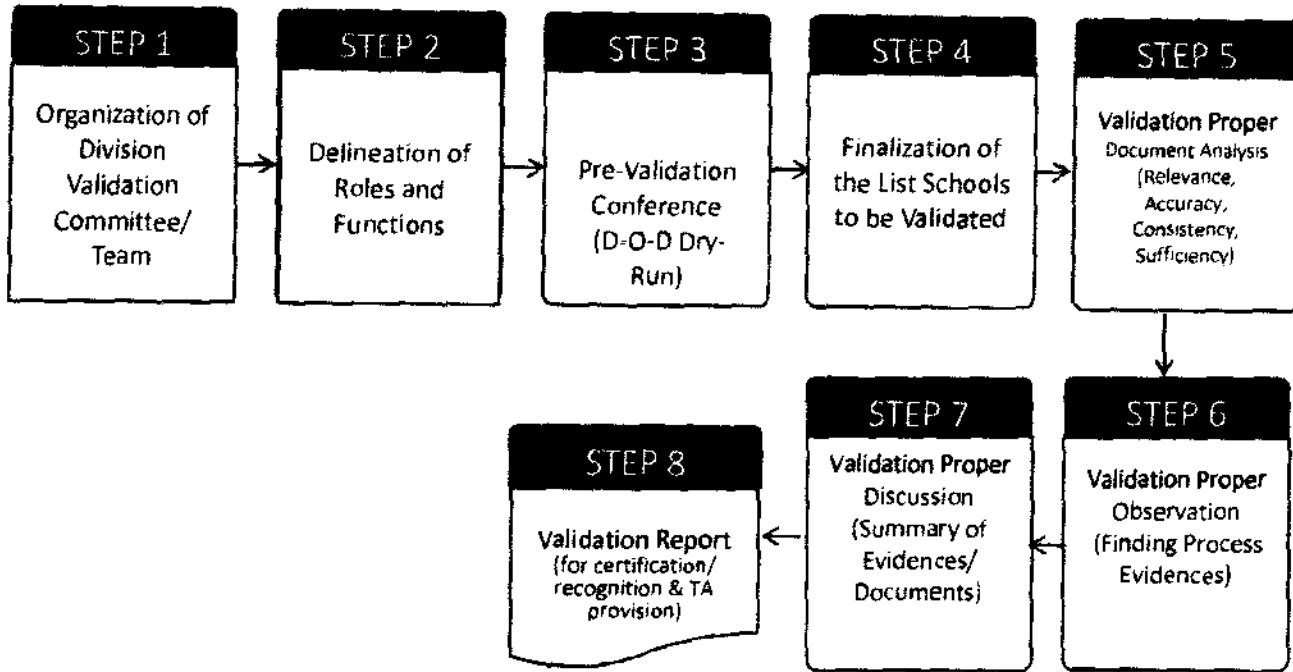 STEP 1
Organization of
Division
Validation
Committee/
Team
STEP 2
Delineation of
Roles and
Functions
STEP 3
Pre-Validation
Conference
(D-O-D Dry-
Run)
STEP 4
Finalization of
the List Schools
to be Validated
STEP 5
Validation Proper
Document Analysis
(Relevance,
Accuracy,
Consistency,
Sufficiency)
STEP 6
Validation Proper
Observation
(Finding Process
Evidences)
STEP 7
Validation Proper
Discussion
(Summary of
Evidences/
Documents)
STEP 8
Validation Report
(for certification/
recognition & TA
provision)